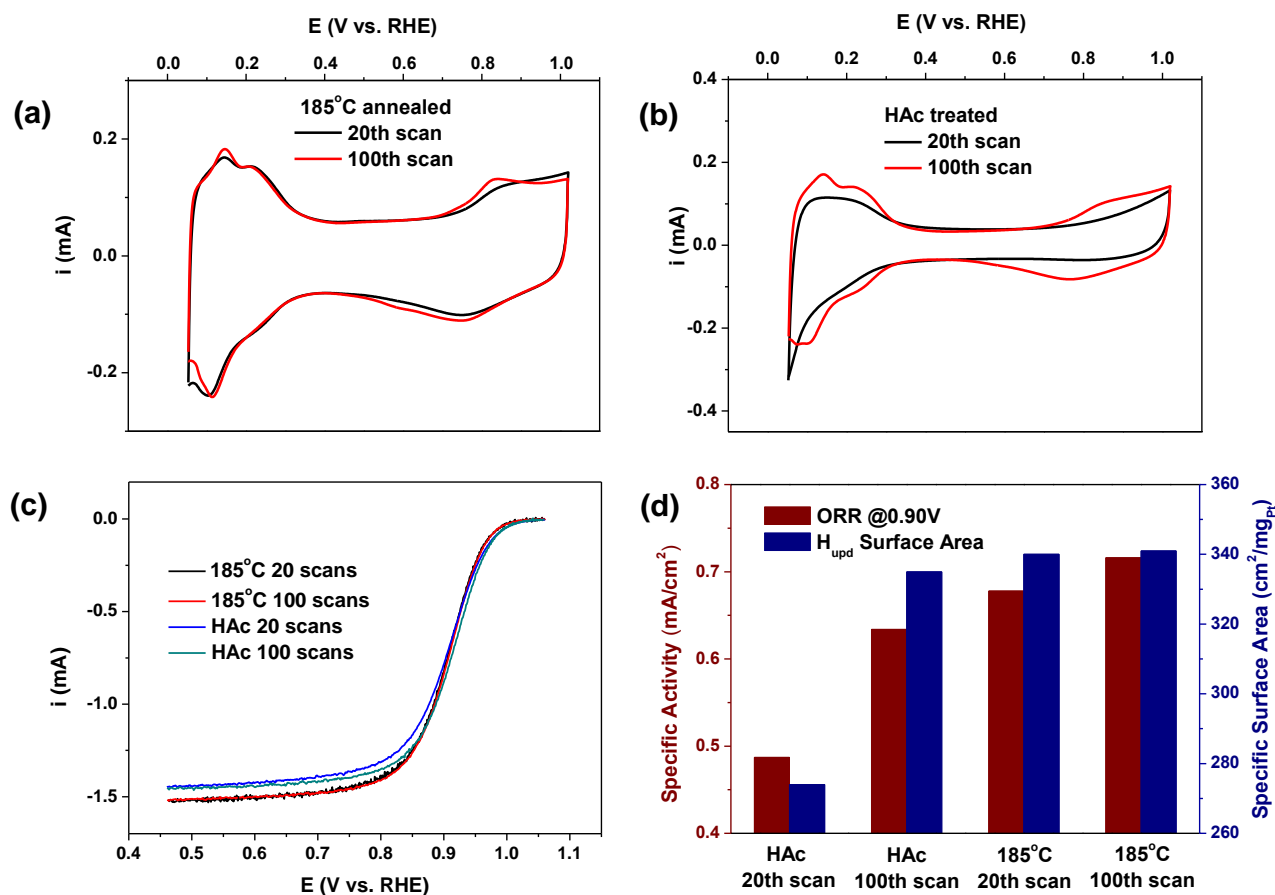 E (V vs. RHE)
0.0 0.2 0.4 0.6 0.8 1.0
(a)
185°C annealed
20th scan
100th scan
0.2
0.0
-0.2
i (mA)
E (V vs. RHE)
0.0 0.2 0.4 0.6 0.8 1.0
(b)
HAc treated
20th scan
100th scan
0.4
0.2
0.0
-0.2
-0.4
i (mA)
(c)
185°C 20 scans
185°C 100 scans
HAc 20 scans
HAc 100 scans
0.0
-0.5
-1.0
-1.5
i (mA)
0.4 0.5 0.6 0.7 0.8 0.9 1.0 1.1
E (V vs. RHE)
(d)
ORR @0.90V
Hupd Surface Area
0.8
0.7
0.6
0.5
0.4
Specific Activity (mA/cm²)
360
340
320
300
280
260
Specific Surface Area (cm²/mgPt)
HAc HAc 185°C 185°C
20th scan 100th scan 20th scan 100th scan